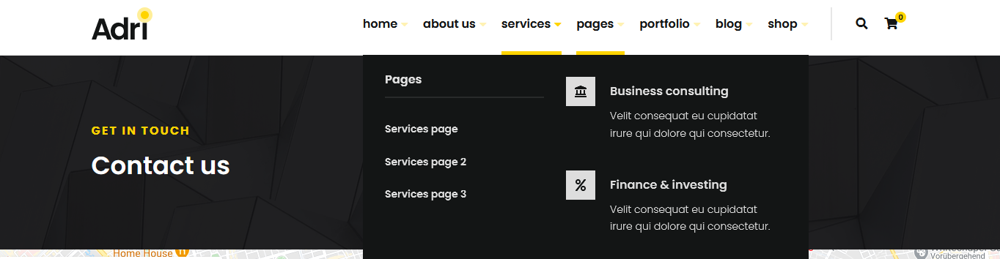 Adri
home about us services pages portfolio blog shop 0
GET IN TOUCH
Contact us
Pages
Services page
Services page 2
Services page 3
Business consulting
Velit consequat eu cupidatat
irure qui dolore qui consectetur.
Finance & investing
Velit consequat eu cupidatat
irure qui dolore qui consectetur.
Home House
Vorübergehend